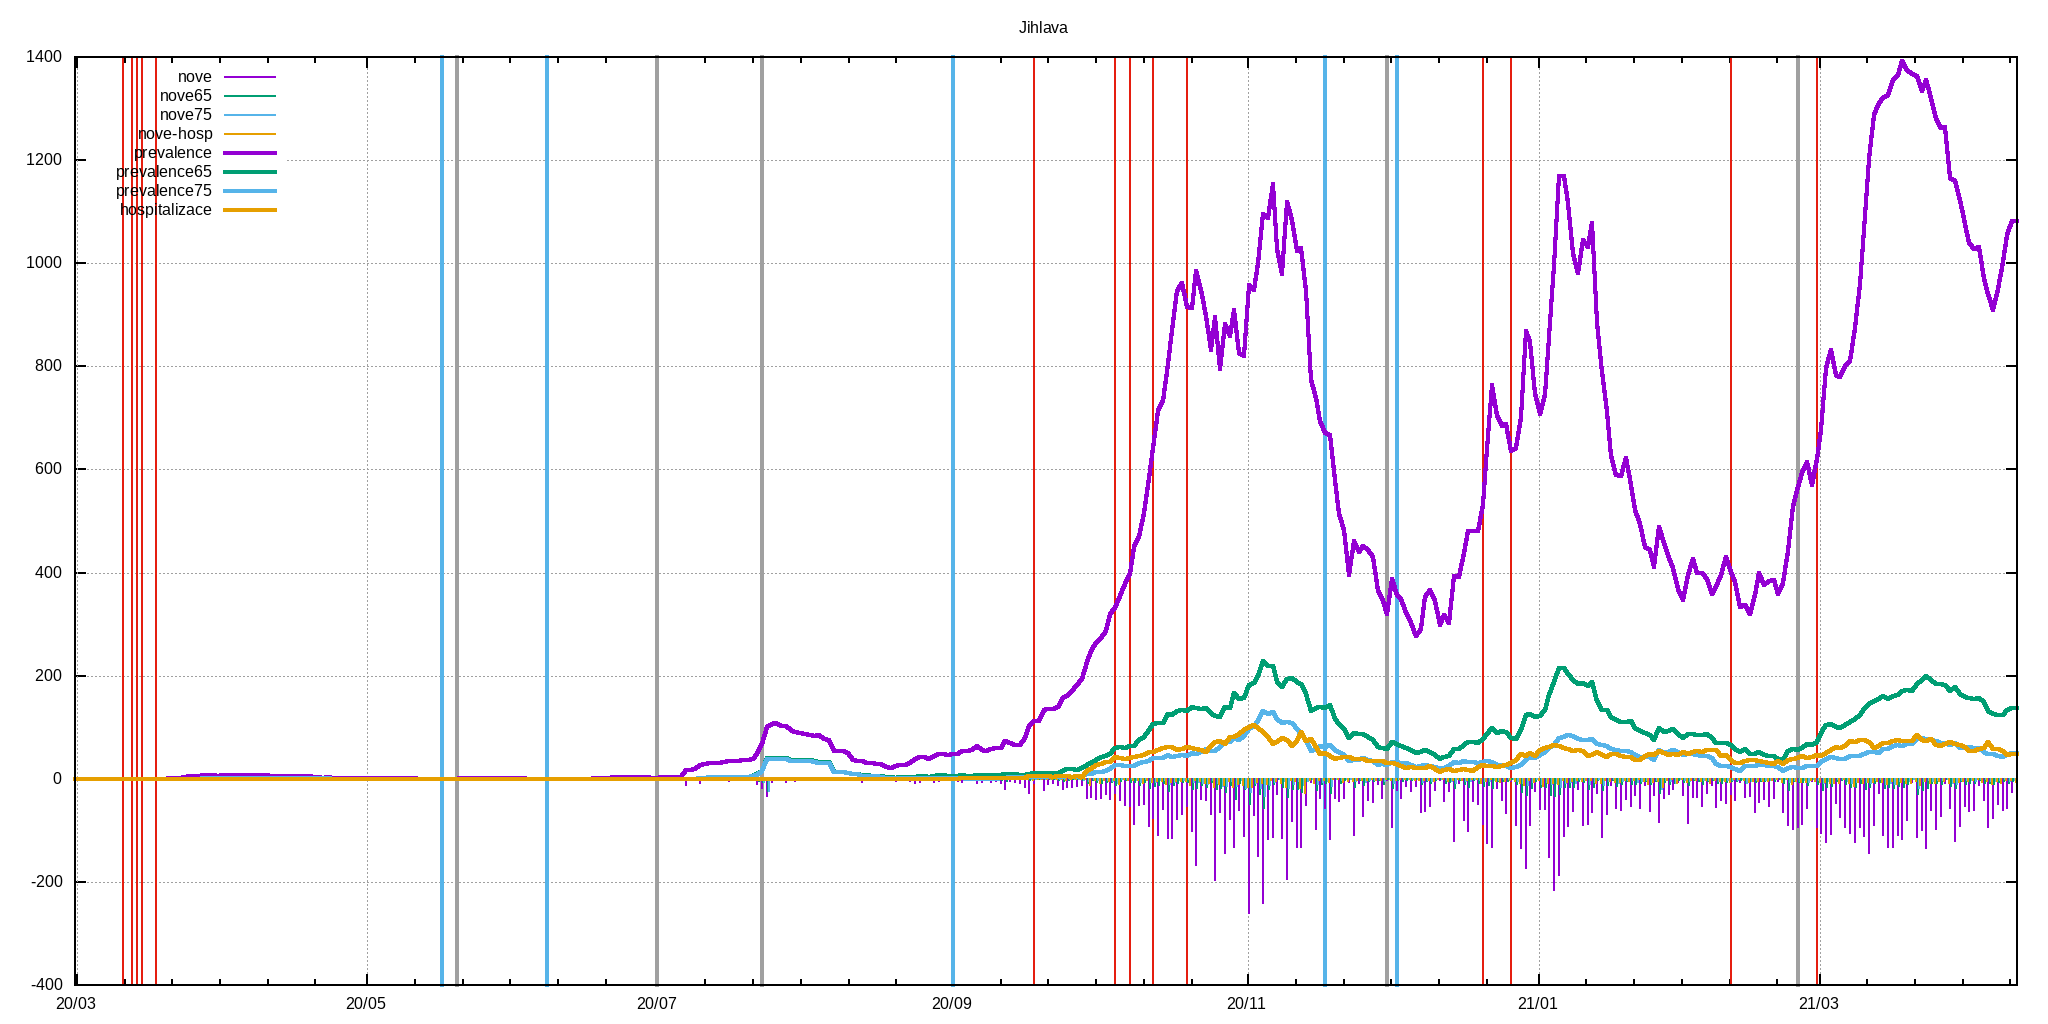 Jihlava
1400
1200
1000
800
600
400
200
0
-200
-400
nove
nove65
nove75
nove-hosp
prevalence
prevalence65
prevalence75
hospitalizace
20/03
20/05
20/07
20/09
20/11
21/01
21/03